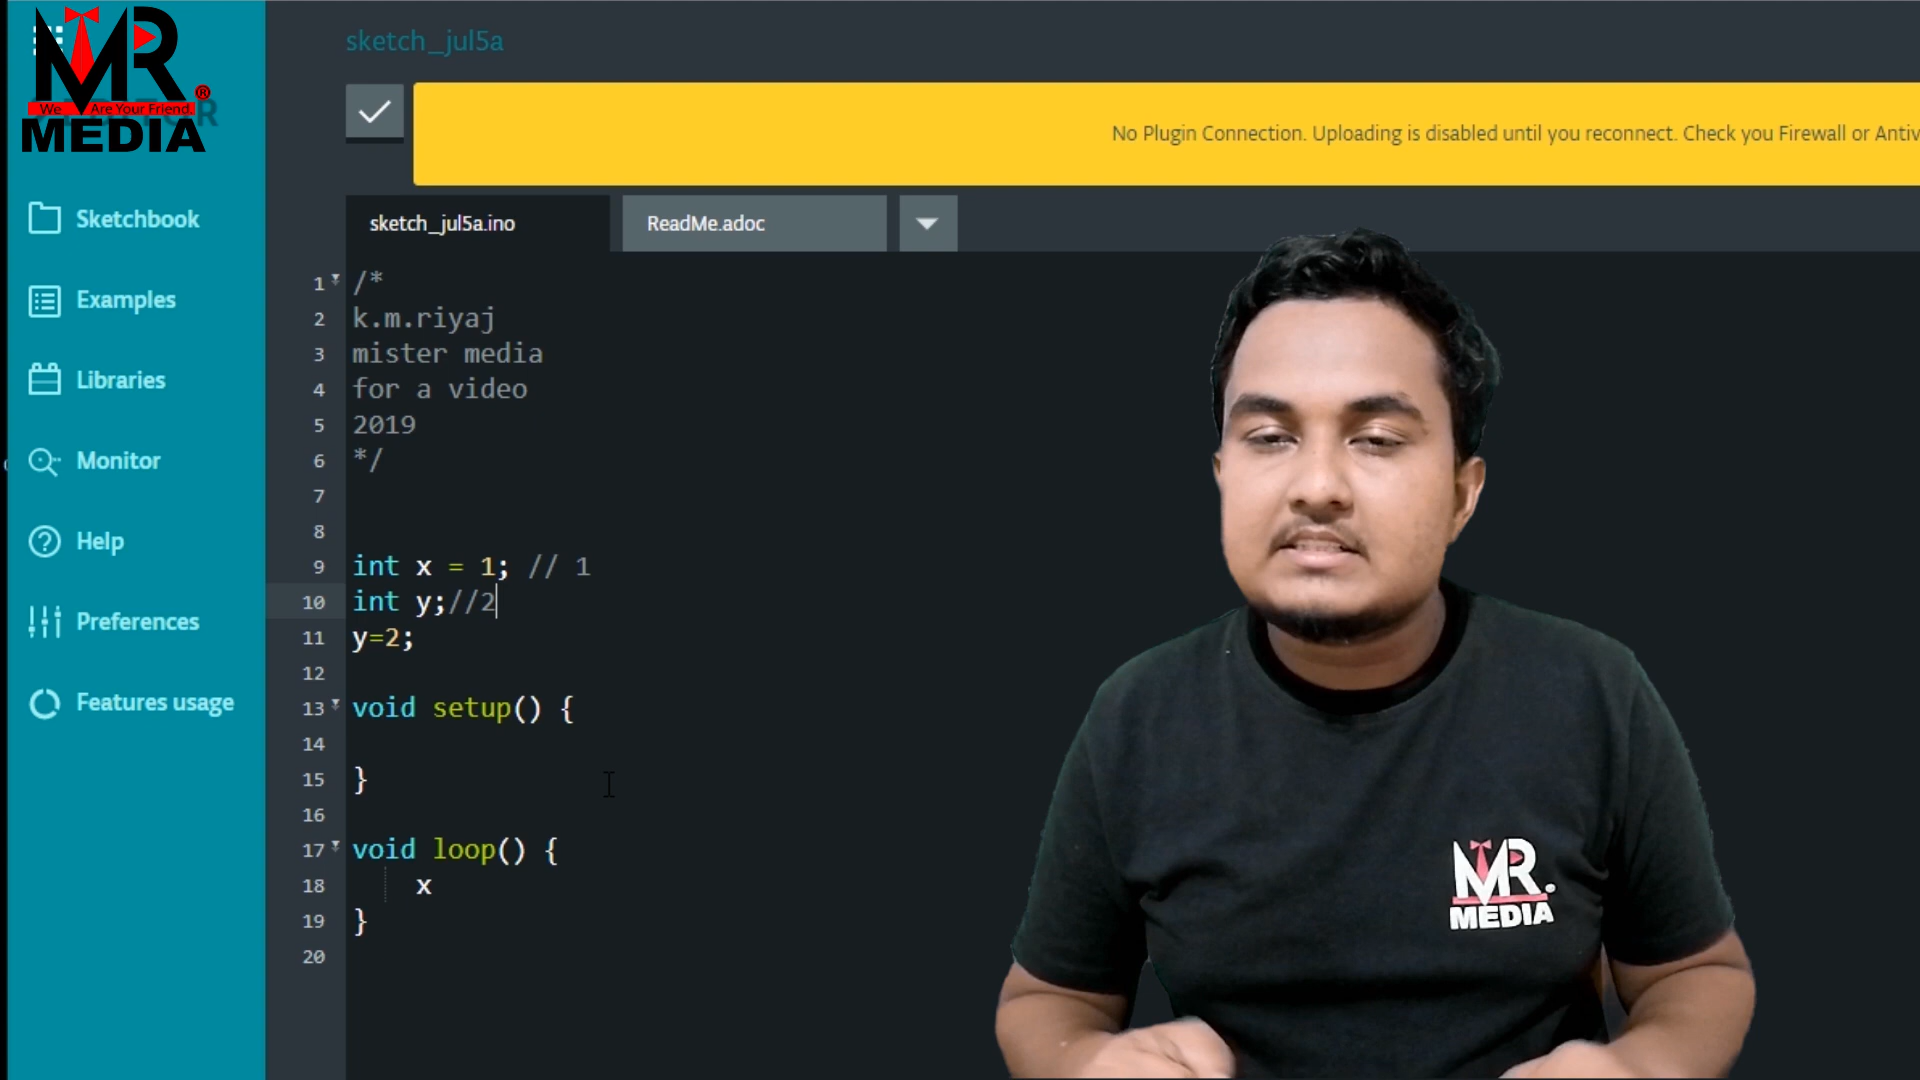 MR
®
We Are Your Friend.
MEDIA
sketch_jul5a
No Plugin Connection. Uploading is disabled until you reconnect. Check you Firewall or Antiv
Sketchbook
Examples
Libraries
Monitor
Help
Preferences
Features usage
sketch_jul5a.ino
ReadMe.adoc
1 /*
2 k.m.riyaj
3 mister media
4 for a video
5 2019
6 */
7
8
9 int x = 1; // 1
10 int y;//2
11 y=2;
12
13 void setup() {
14
15 }
16
17 void loop() {
18 x
19 }
20
MR.
MEDIA